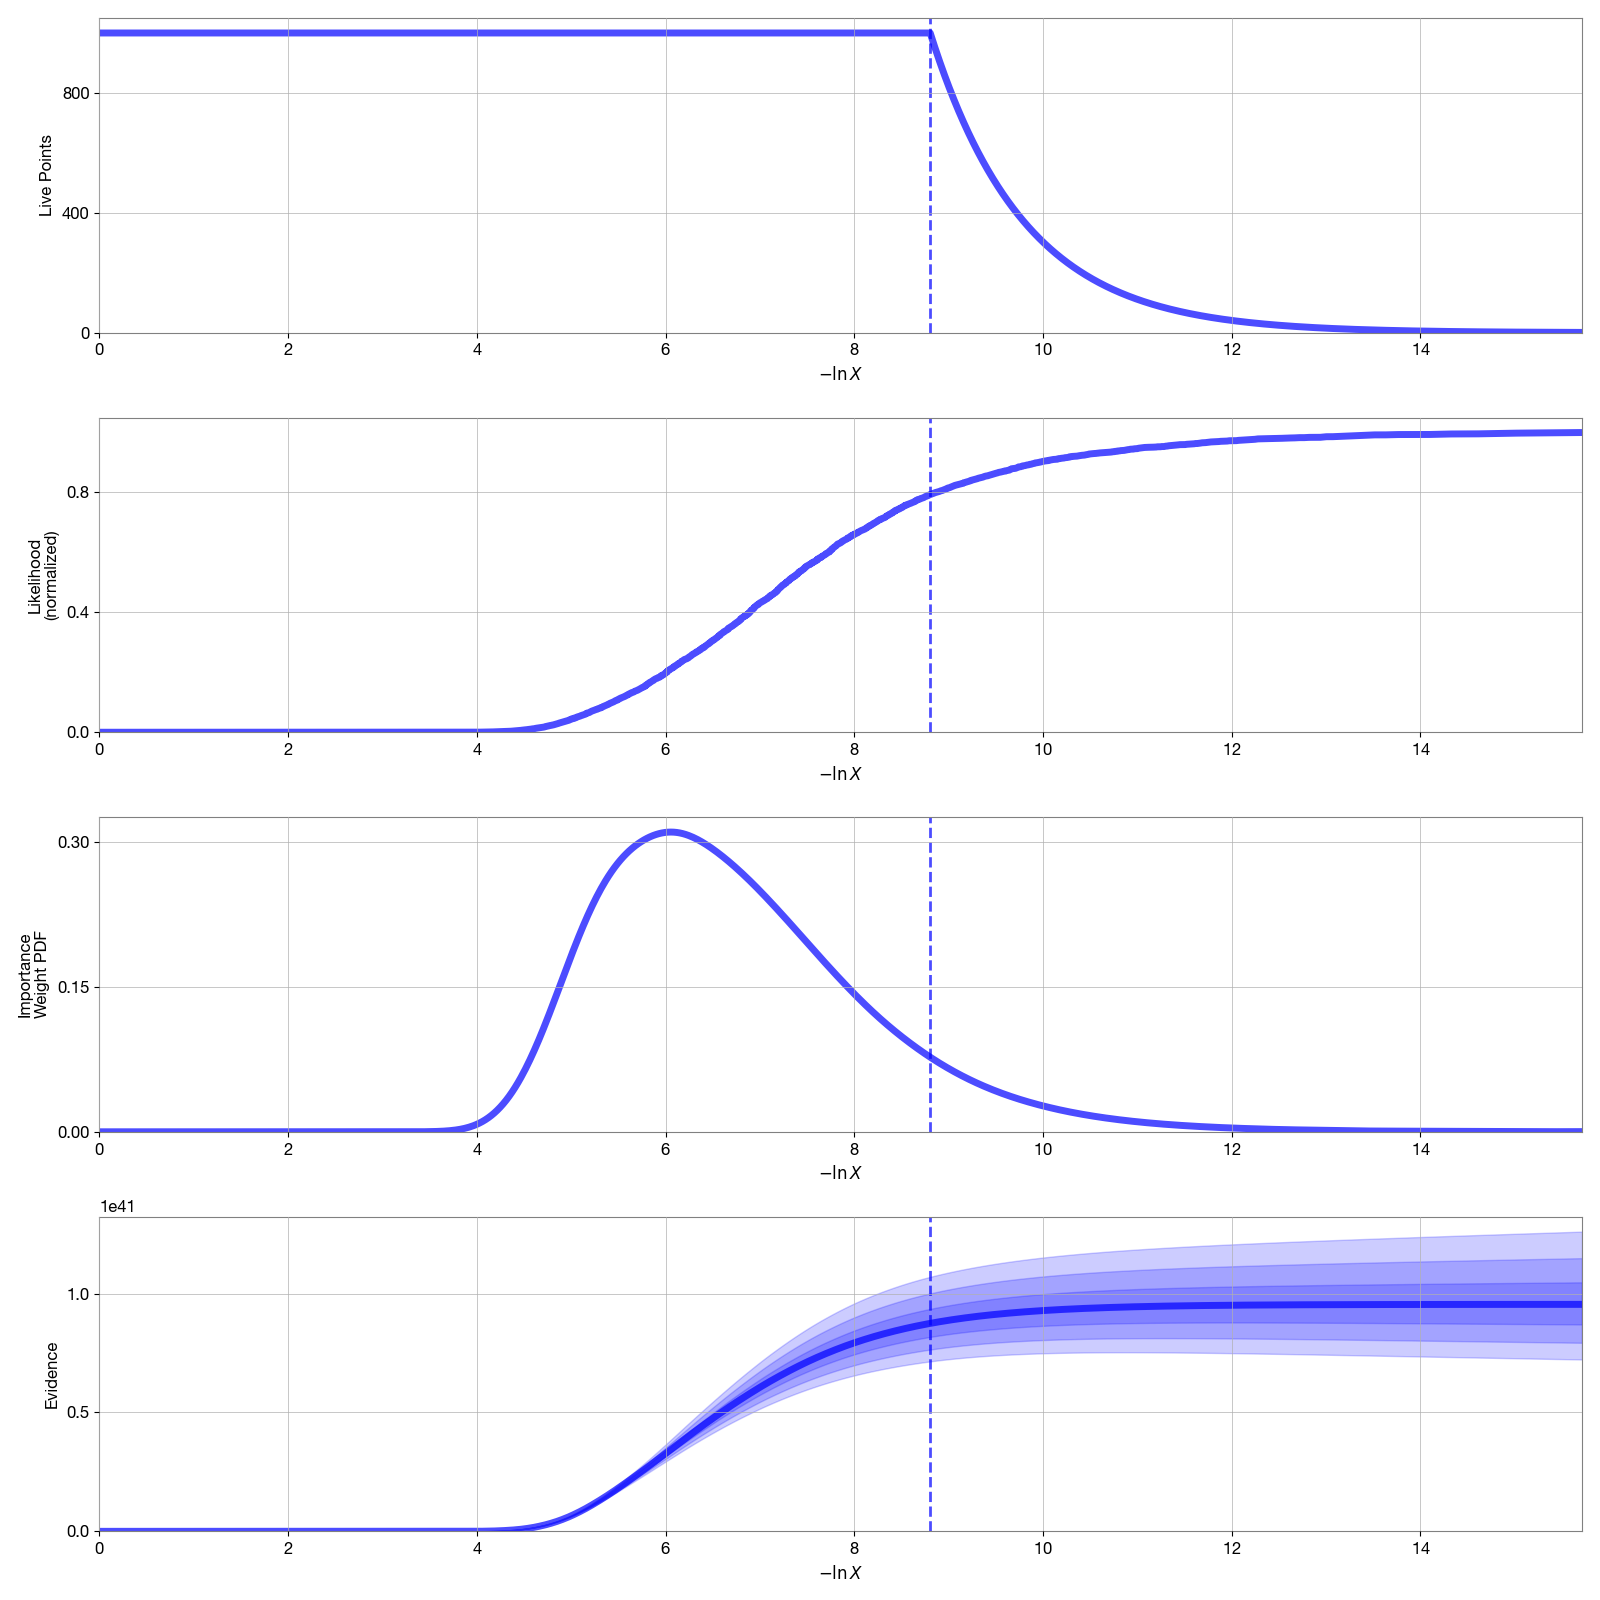 Live Points
800
400
0
0 2 4 6 8 10 12 14
−ln X
Likelihood
(normalized)
0.8
0.4
0.0
0 2 4 6 8 10 12 14
−ln X
Importance
Weight PDF
0.30
0.15
0.00
0 2 4 6 8 10 12 14
−ln X
1e41
Evidence
1.0
0.5
0.0
0 2 4 6 8 10 12 14
−ln X